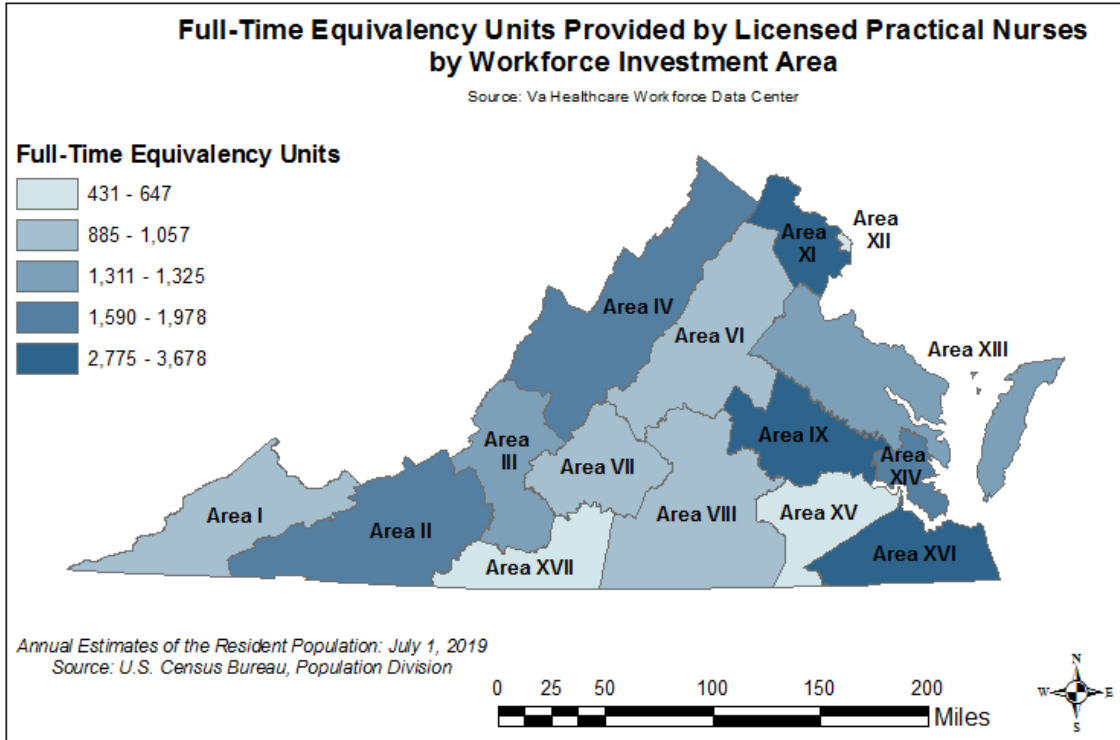 Full-Time Equivalency Units Provided by Licensed Practical Nurses
by Workforce Investment Area
Source: Va Healthcare Workforce Data Center
Full-Time Equivalency Units
431 - 647
885 - 1,057
1,311 - 1,325
1,590 - 1,978
2,775 - 3,678
Area
XII
Area
XI
Area IV
Area VI
Area XIII
Area
III
Area IX
Area VII
Area
XIV
Area I
Area II
Area VIII
Area XV
Area XVII
Area XVI
Annual Estimates of the Resident Population: July 1, 2019
Source: U.S. Census Bureau, Population Division
0 25 50 100 150 200
Miles
N
W E
S